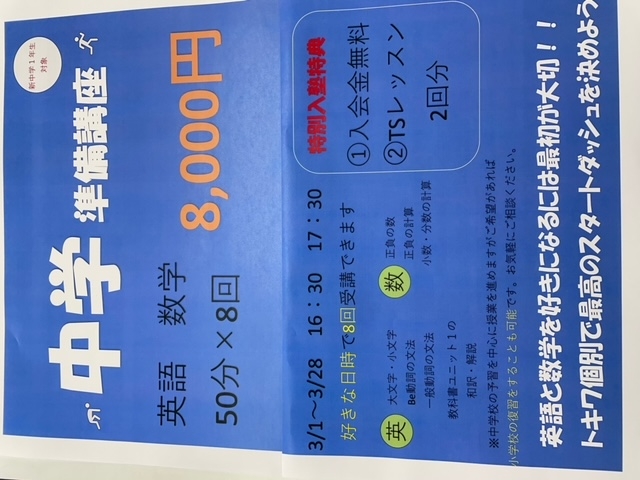 新中学1年生
対象
中学 準備講座
英語 数学
50分×8回
8,000円
3/1～3/28 16：30 17：30
好きな日時で8回受講できます
英
大文字・小文字
Be動詞の文法
一般動詞の文法
教科書ユニット1の
和訳・解説
数
正負の数
正負の計算
小数・分数の計算
特別入塾特典
①入会金無料
②TSレッスン
2回分
※中学校の予習を中心に授業を進めますがご希望があれば
小学校の復習をすることも可能です。お気軽にご相談ください。
英語と数学を好きになるには最初が大切！！
トキワ個別で最高のスタートダッシュを決めよう